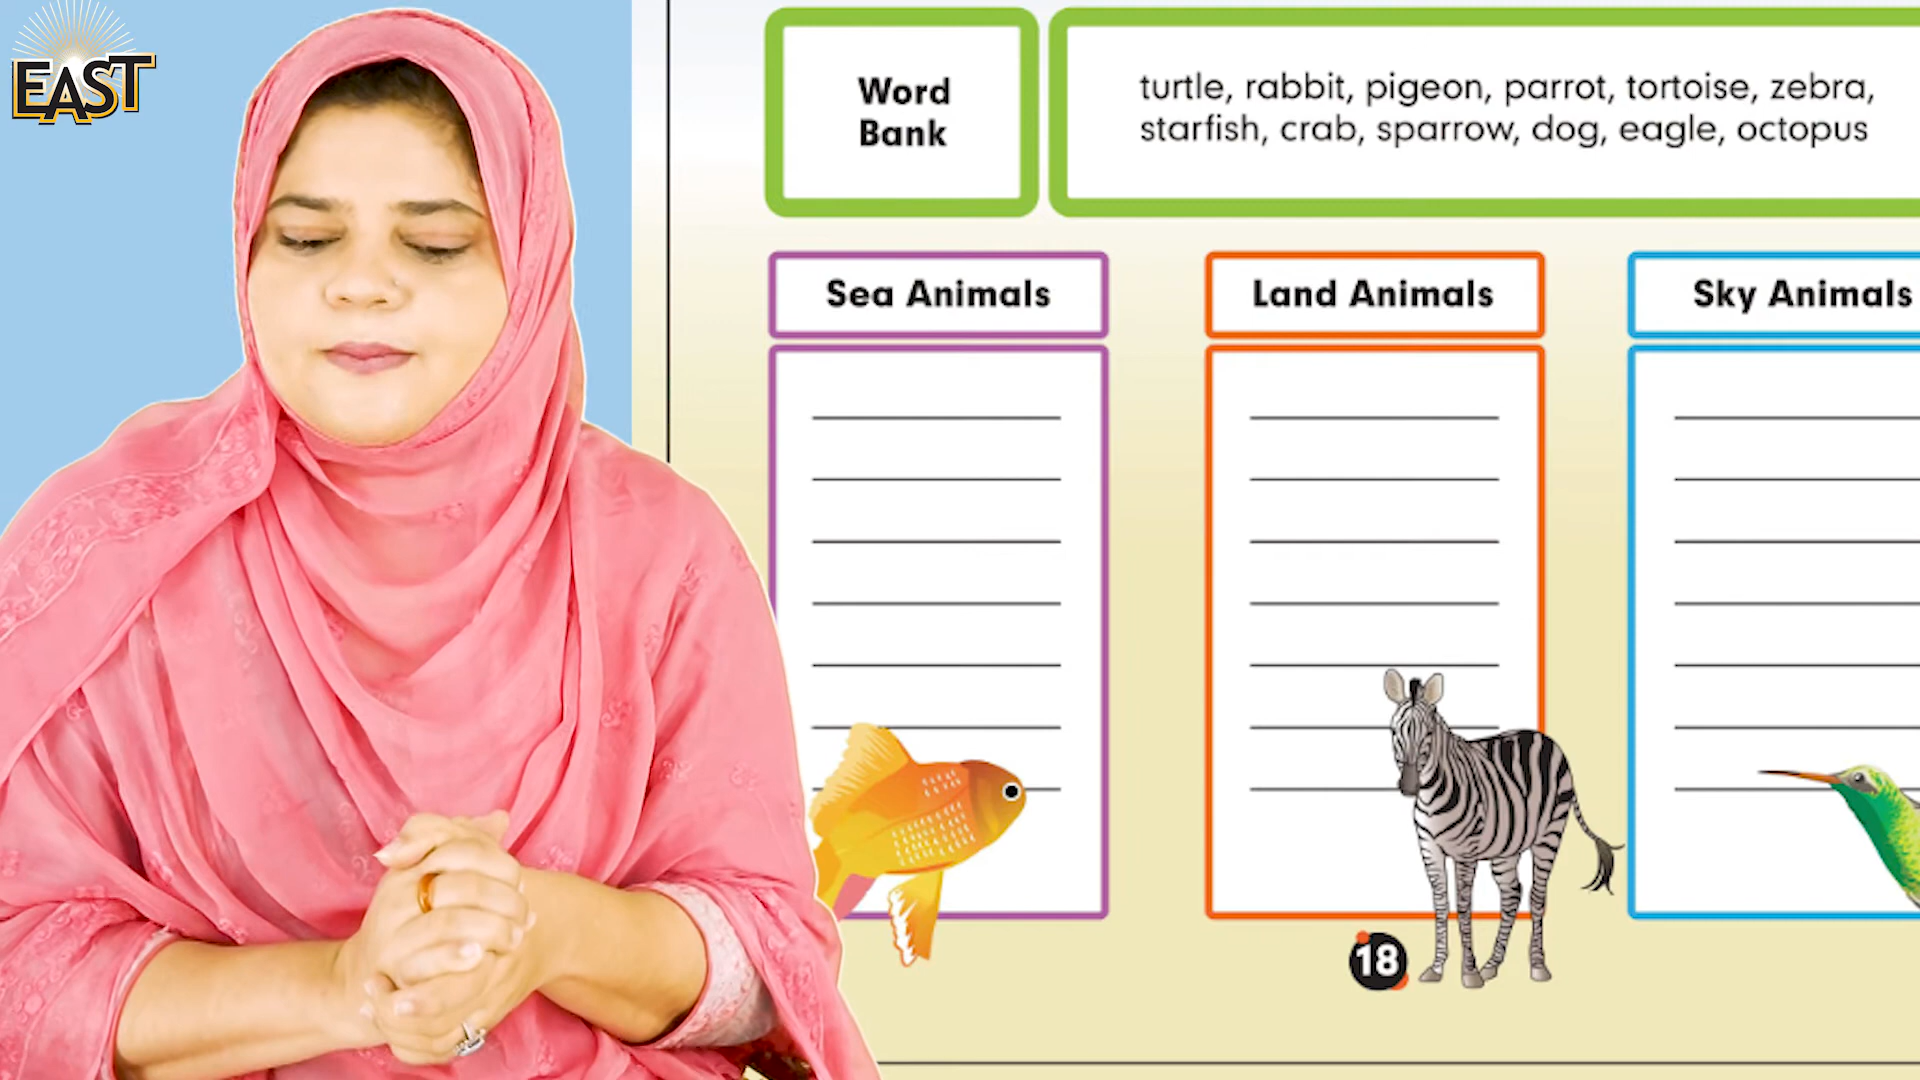 EAST
Word
Bank
turtle, rabbit, pigeon, parrot, tortoise, zebra,
starfish, crab, sparrow, dog, eagle, octopus
Sea Animals
Land Animals
Sky Animals
18